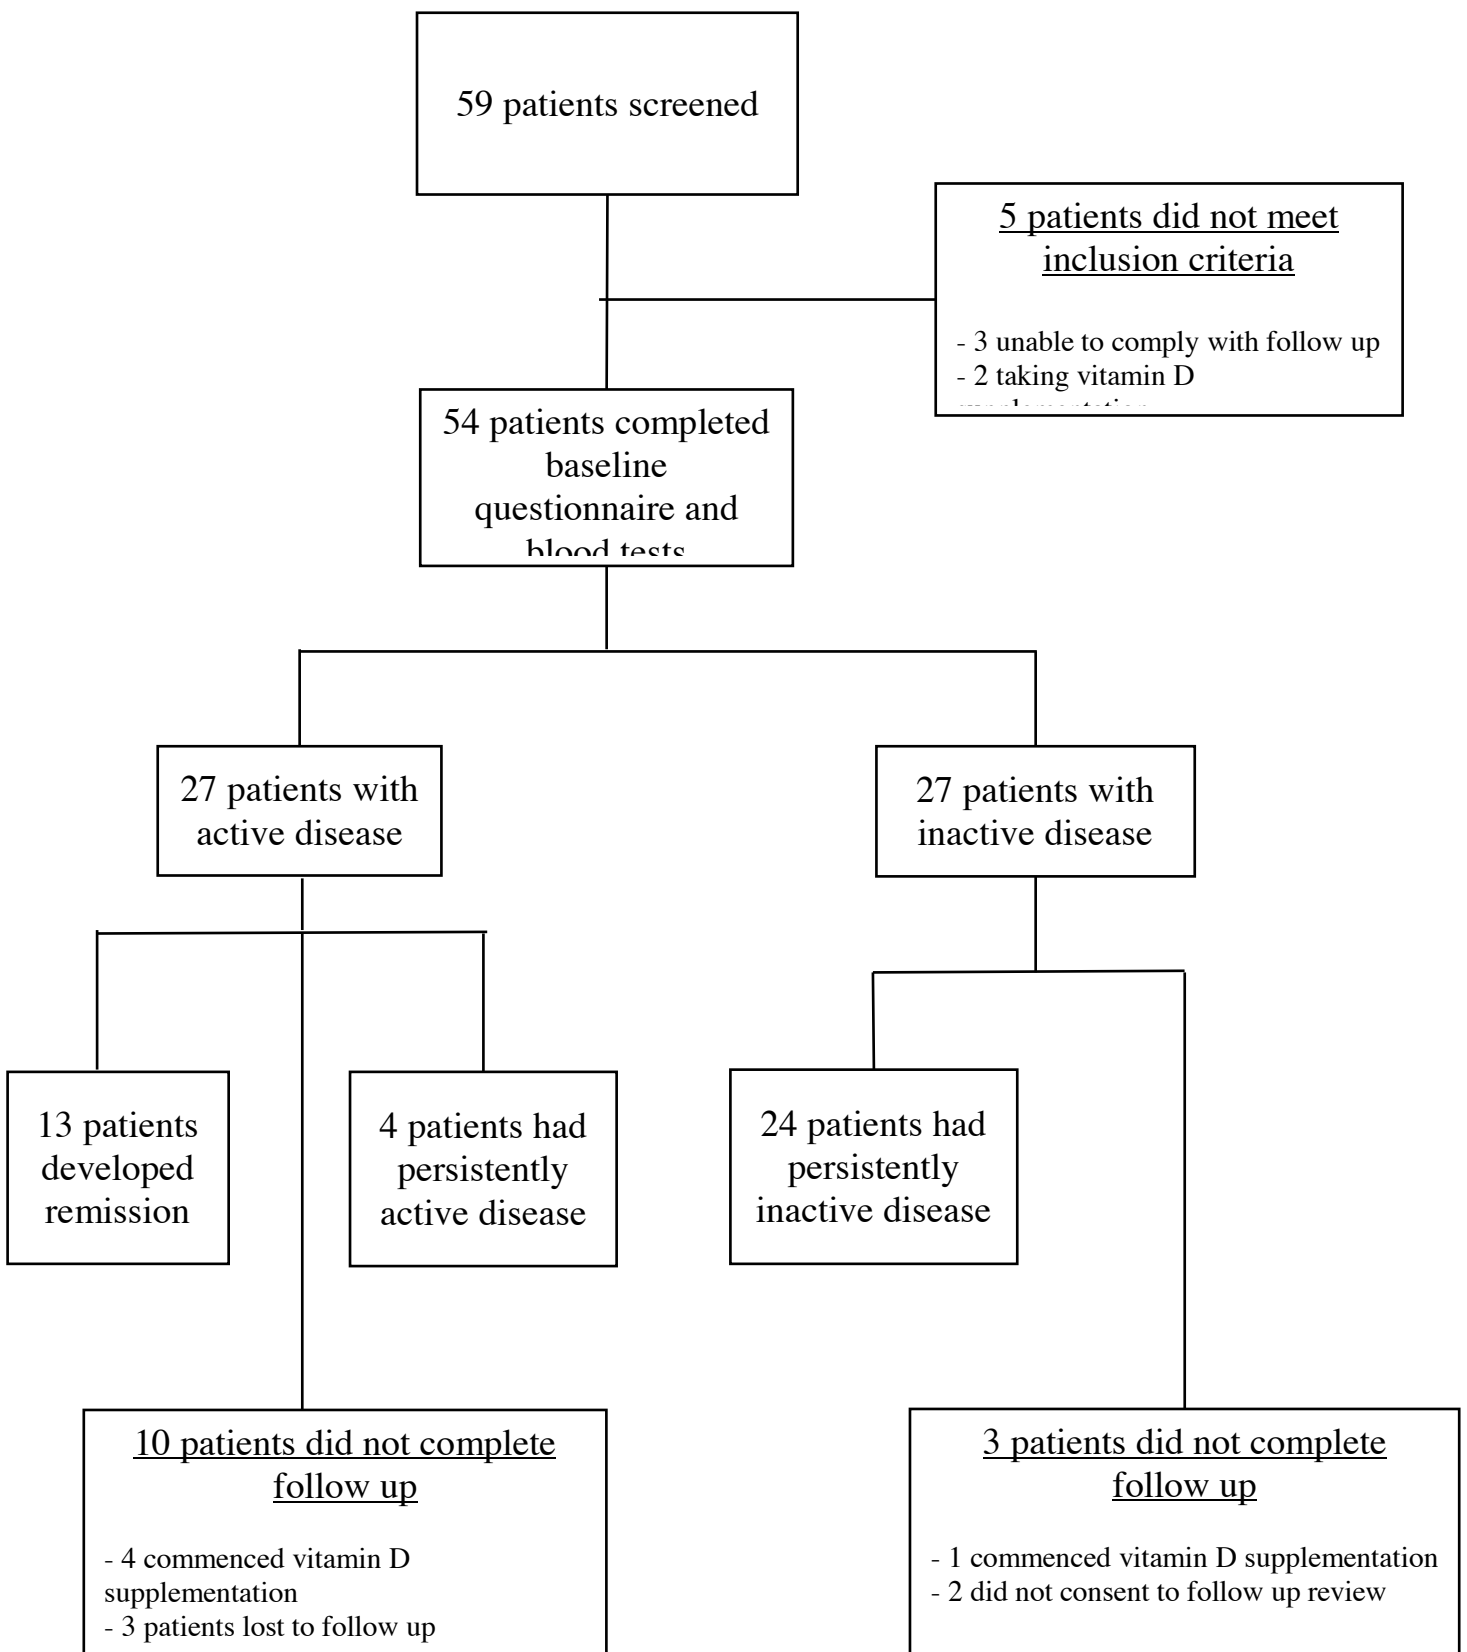 59 patients screened
5 patients did not meet
inclusion criteria
- 3 unable to comply with follow up
- 2 taking vitamin D
supplementation
54 patients completed
baseline
questionnaire and
blood tests
27 patients with
active disease
27 patients with
inactive disease
13 patients
developed
remission
4 patients had
persistently
active disease
24 patients had
persistently
inactive disease
10 patients did not complete
follow up
- 4 commenced vitamin D
supplementation
- 3 patients lost to follow up
3 patients did not complete
follow up
- 1 commenced vitamin D supplementation
- 2 did not consent to follow up review